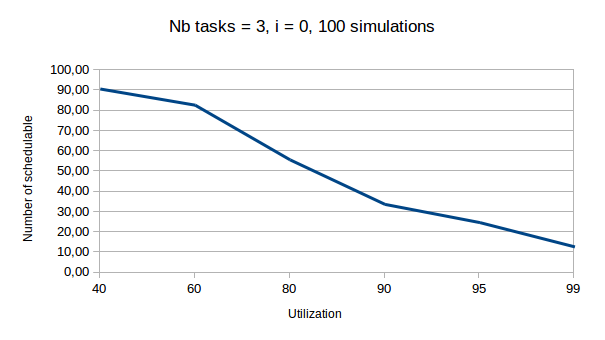 Nb tasks = 3, i = 0, 100 simulations
Number of schedulable
100,00
90,00
80,00
70,00
60,00
50,00
40,00
30,00
20,00
10,00
0,00
40 60 80 90 95 99
Utilization